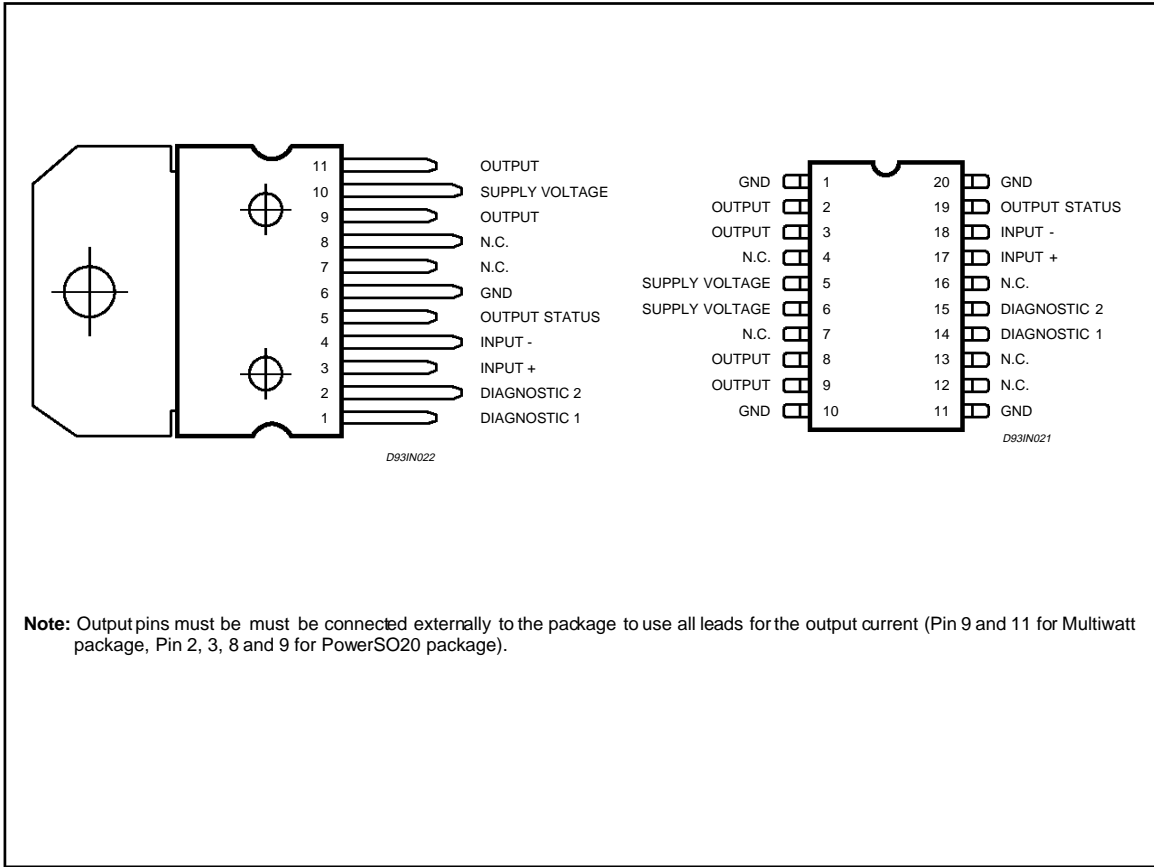 11 OUTPUT
10 SUPPLY VOLTAGE
9 OUTPUT
8 N.C.
7 N.C.
6 GND
5 OUTPUT STATUS
4 INPUT -
3 INPUT +
2 DIAGNOSTIC 2
1 DIAGNOSTIC 1
D93IN022
GND 1 20 GND
OUTPUT 2 19 OUTPUT STATUS
OUTPUT 3 18 INPUT -
N.C. 4 17 INPUT +
SUPPLY VOLTAGE 5 16 N.C.
SUPPLY VOLTAGE 6 15 DIAGNOSTIC 2
N.C. 7 14 DIAGNOSTIC 1
OUTPUT 8 13 N.C.
OUTPUT 9 12 N.C.
GND 10 11 GND
D93IN021
Note: Output pins must be must be connected externally to the package to use all leads for the output current (Pin 9 and 11 for Multiwatt
package, Pin 2, 3, 8 and 9 for PowerSO20 package).